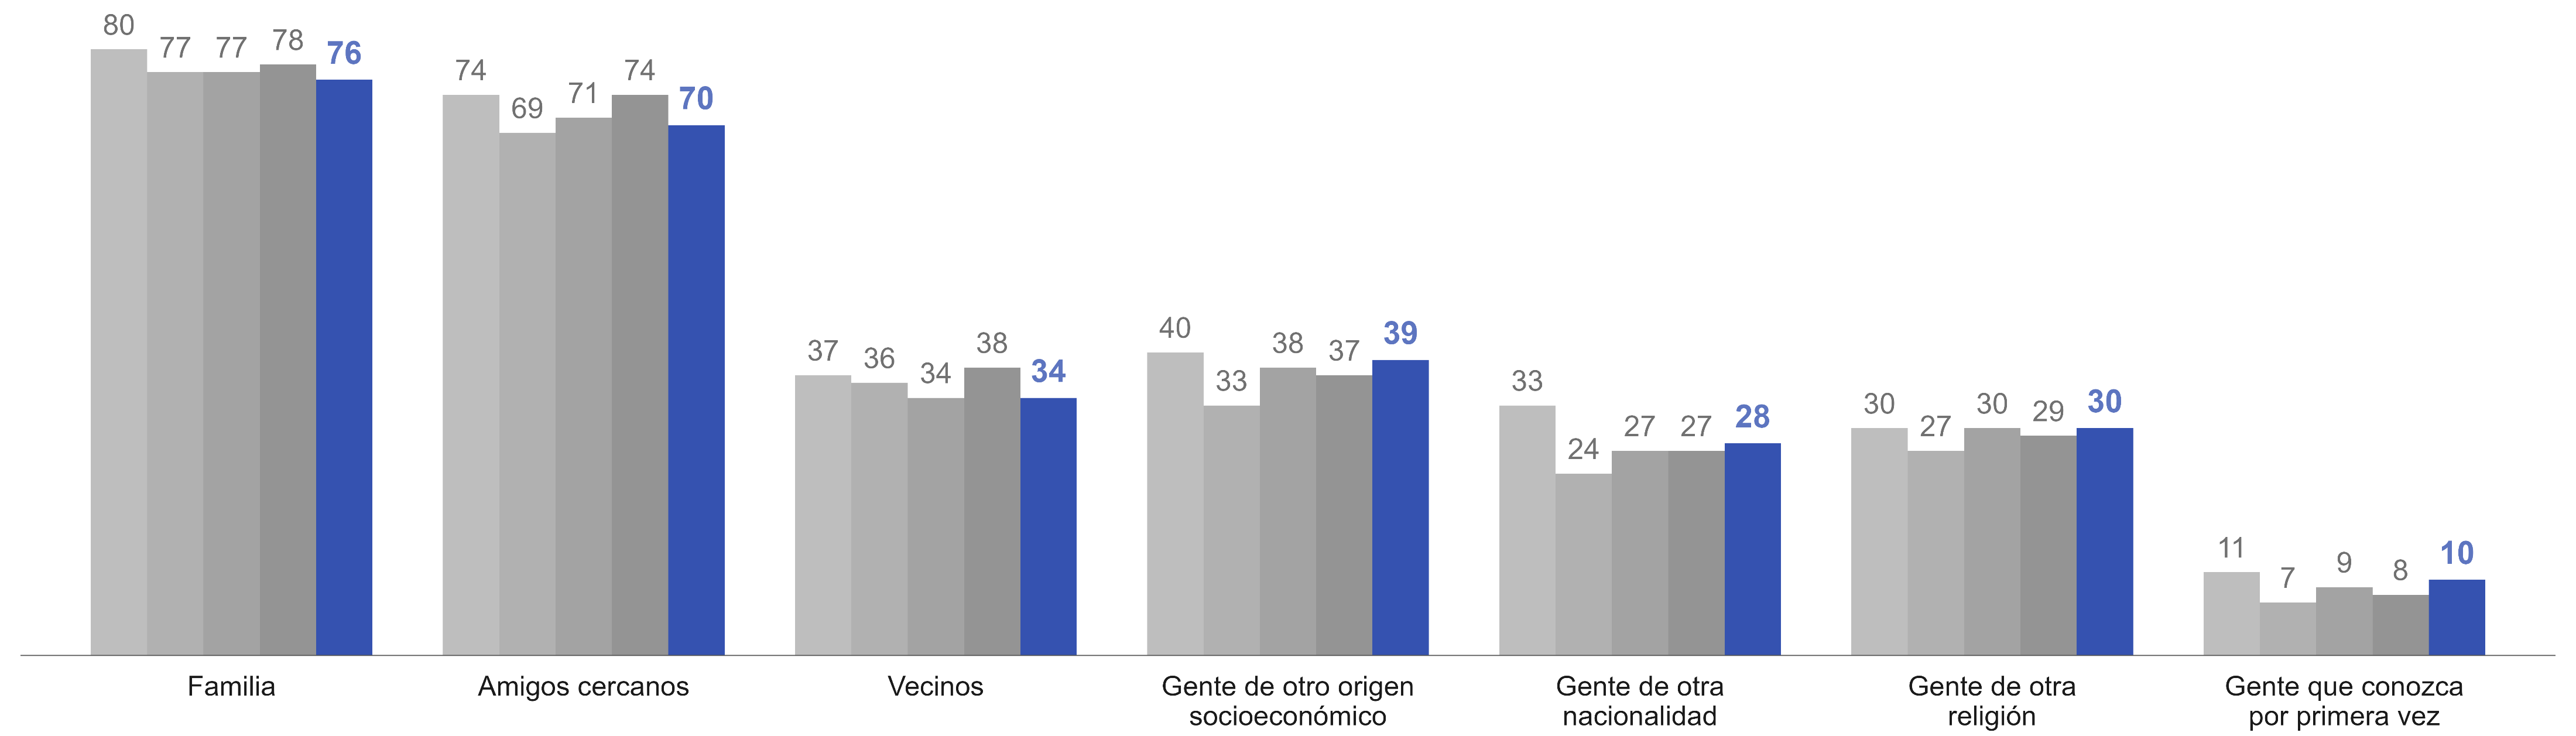 80 77 77 78 76
74 69 71 74 70
37 36 34 38 34
40 33 38 37 39
33 24 27 27 28
30 27 30 29 30
11 7 9 8 10
Familia
Amigos cercanos
Vecinos
Gente de otro origen
socioeconómico
Gente de otra
nacionalidad
Gente de otra
religión
Gente que conozca
por primera vez